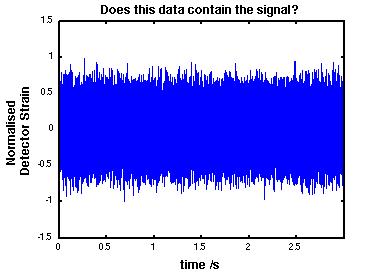 Does this data contain the signal?
1.5
1
0.5
0
-0.5
-1
-1.5
Normalised
Detector Strain
0 0.5 1 1.5 2 2.5
time /s